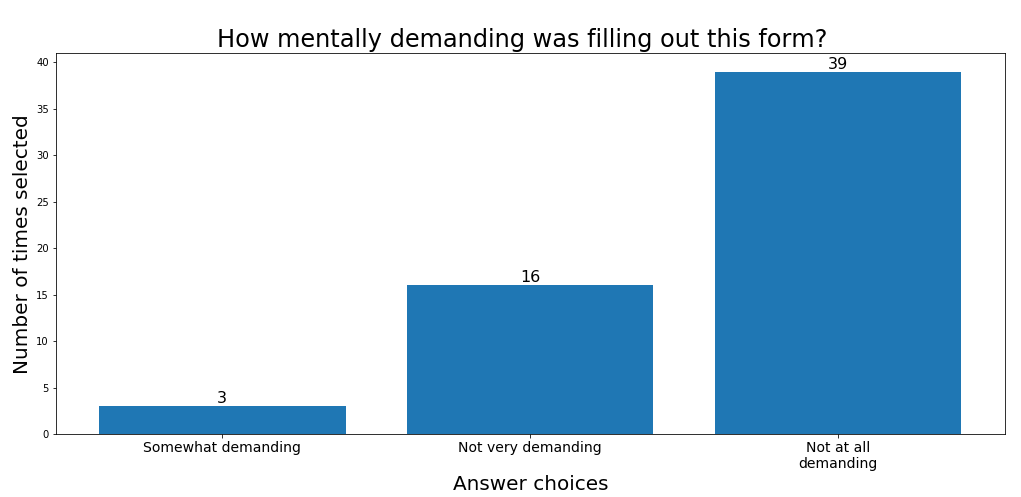 How mentally demanding was filling out this form?
Number of times selected
40
35
30
25
20
15
10
5
0
3
16
39
Somewhat demanding
Not very demanding
Not at all
demanding
Answer choices